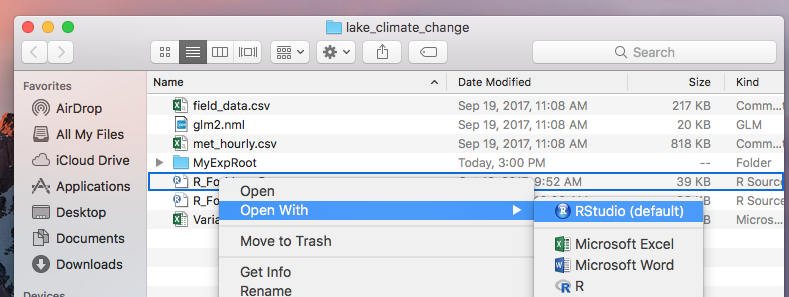 lake_climate_change
Search
Favorites
AirDrop
All My Files
iCloud Drive
Applications
Desktop
Documents
Downloads
Devices
Name Date Modified Size Kind
field_data.csv Sep 19, 2017, 11:08 AM 217 KB Comm...t
glm2.nml Sep 19, 2017, 11:08 AM 20 KB GLM
met_hourly.csv Sep 19, 2017, 11:08 AM 818 KB Comm...t
MyExpRoot Today, 3:00 PM -- Folder
9:52 AM 39 KB R Source
Open
Open With
Move to Trash
Get Info
Rename
RStudio (default)
Microsoft Excel
Microsoft Word
R